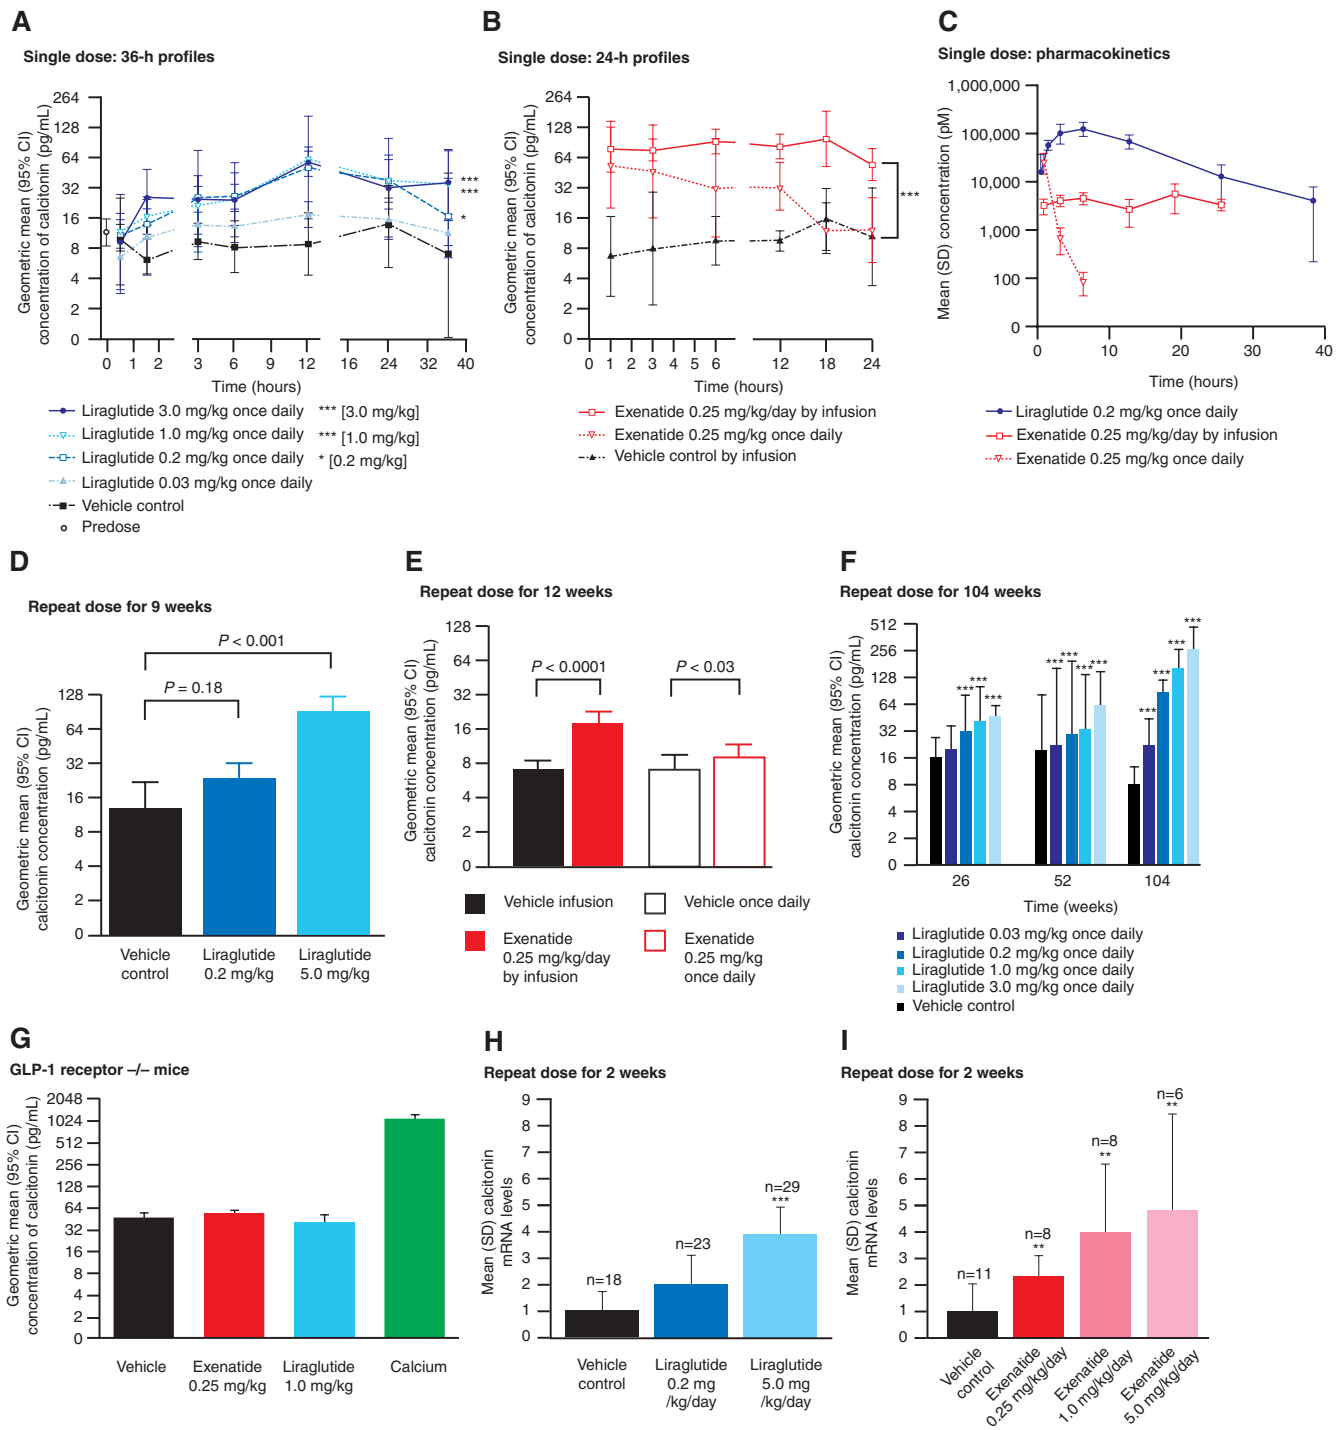 A
Single dose: 36-h profiles
Geometric mean (95% CI)
concentration of calcitonin (pg/mL)
264
128
64
32
16
8
4
2
0
0 1 2 3 6 9 12 16 24 32 40
Time (hours)
***
***
*
Liraglutide 3.0 mg/kg once daily *** [3.0 mg/kg]
Liraglutide 1.0 mg/kg once daily *** [1.0 mg/kg]
Liraglutide 0.2 mg/kg once daily * [0.2 mg/kg]
Liraglutide 0.03 mg/kg once daily
Vehicle control
Predose
B
Single dose: 24-h profiles
Geometric mean (95% CI)
concentration of calcitonin (pg/mL)
264
128
64
32
16
8
4
2
0
0 1 2 3 4 5 6 12 18 24
Time (hours)
***
Exenatide 0.25 mg/kg/day by infusion
Exenatide 0.25 mg/kg once daily
Vehicle control by infusion
C
Single dose: pharmacokinetics
Mean (SD) concentration (pM)
1,000,000
100,000
10,000
1,000
100
0
0 10 20 30 40
Time (hours)
Liraglutide 0.2 mg/kg once daily
Exenatide 0.25 mg/kg/day by infusion
Exenatide 0.25 mg/kg once daily
D
Repeat dose for 9 weeks
Geometric mean (95% CI)
calcitonin concentration (pg/mL)
P < 0.001
P = 0.18
128
64
32
16
8
4
2
0
Vehicle
control
Liraglutide
0.2 mg/kg
Liraglutide
5.0 mg/kg
E
Repeat dose for 12 weeks
Geometric mean (95% CI)
calcitonin concentration (pg/mL)
128
64
32
16
8
4
2
0
P < 0.0001
P < 0.03
Vehicle infusion
Vehicle once daily
Exenatide
0.25 mg/kg/day
by infusion
Exenatide
0.25 mg/kg
once daily
F
Repeat dose for 104 weeks
Geometric mean (95% CI)
calcitonin concentration (pg/mL)
512
256
128
64
32
16
8
4
2
0
*** *** *** *** *** *** *** *** *** *** ***
26 52 104
Time (weeks)
Liraglutide 0.03 mg/kg once daily
Liraglutide 0.2 mg/kg once daily
Liraglutide 1.0 mg/kg once daily
Liraglutide 3.0 mg/kg once daily
Vehicle control
G
GLP-1 receptor –/– mice
Geometric mean (95% CI)
concentration of calcitonin (pg/mL)
2048
1024
512
256
128
64
32
16
8
4
2
0
Vehicle
Exenatide
0.25 mg/kg
Liraglutide
1.0 mg/kg
Calcium
H
Repeat dose for 2 weeks
Mean (SD) calcitonin
mRNA levels
9
8
7
6
5
4
3
2
1
0
n=18
n=23
n=29
***
Vehicle
control
Liraglutide
0.2 mg
/kg/day
Liraglutide
5.0 mg
/kg/day
I
Repeat dose for 2 weeks
Mean (SD) calcitonin
mRNA levels
9
8
7
6
5
4
3
2
1
0
n=11
n=8
**
n=8
**
n=6
**
Vehicle
control
Exenatide
0.25 mg/kg/day
Exenatide
1.0 mg/kg/day
Exenatide
5.0 mg/kg/day